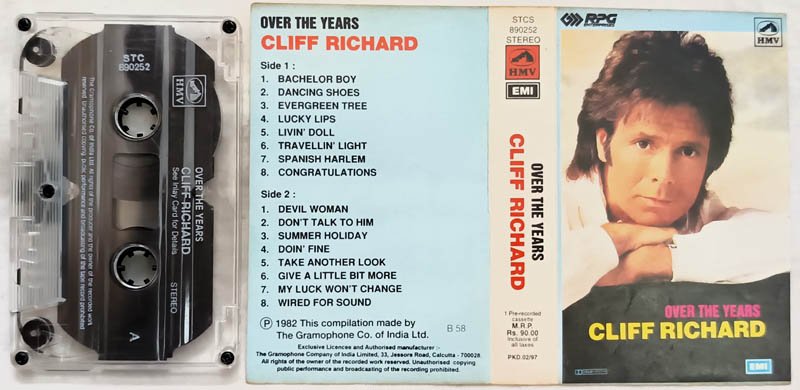 STC
890252
HMV
OVER THE YEARS
CLIFF RICHARD
See Inlay Card for Details
STEREO
A
The Gramophone Co. of India Ltd. All rights of the producer and the owner of the recorded work
reserved. Unauthorised copying public performance and broadcasting of the tape record prohibited
OVER THE YEARS
CLIFF RICHARD
Side 1 :
1. BACHELOR BOY
2. DANCING SHOES
3. EVERGREEN TREE
4. LUCKY LIPS
5. LIVIN' DOLL
6. TRAVELLIN' LIGHT
7. SPANISH HARLEM
8. CONGRATULATIONS
Side 2 :
1. DEVIL WOMAN
2. DON'T TALK TO HIM
3. SUMMER HOLIDAY
4. DOIN' FINE
5. TAKE ANOTHER LOOK
6. GIVE A LITTLE BIT MORE
7. MY LUCK WON'T CHANGE
8. WIRED FOR SOUND
Ⓟ 1982 This compilation made by
The Gramophone Co. of India Ltd.
B 58
Exclusive Licencees and Authorised manufacturer :-
The Gramophone Company of India Limited, 33, Jessore Road, Calcutta - 700028
All rights of the owner of the recorded work reserved. Unauthorised copying
public performance and broadcasting of the recording prohibited.
STCS
890252
STEREO
HMV
EMI
OVER THE YEARS
CLIFF RICHARD
1 Pre-recorded
cassette
M.R.P.
Rs. 90.00
Inclusive of
all taxes
PKD.02/97
RPG
ENTERPRISES
HMV
OVER THE YEARS
CLIFF RICHARD
EMI